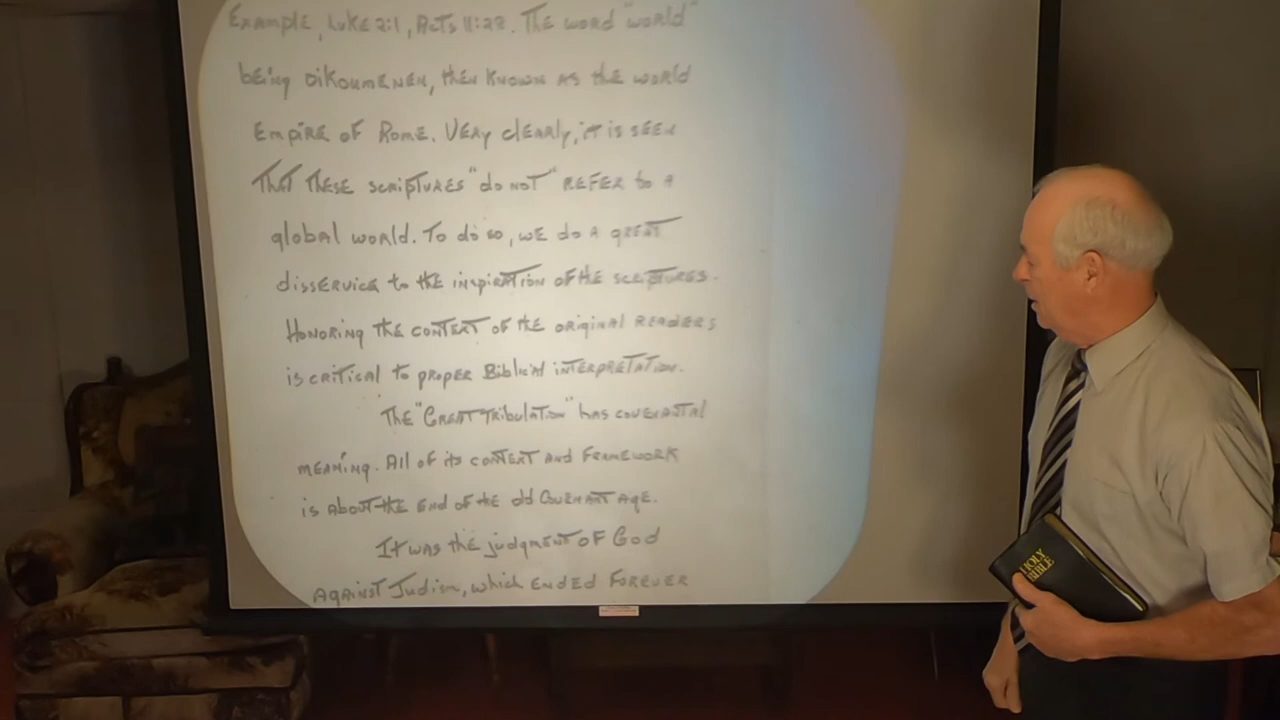 Example, Luke 2:1, Acts 11:28. The word "world"
being oikoumenen, then known as the world
Empire of Rome. Very clearly, it is seen
that these scriptures "do not" refer to a
global world. To do so, we do a great
disservice to the inspiration of the scriptures.
Honoring the context of the original readers
is critical to proper Biblical interpretation.
The "Great Tribulation" has covenantal
meaning. All of its context and framework
is about the end of the old Covenant age.
It was the judgment of God
against Judism, which ended forever
HOLY
BIBLE